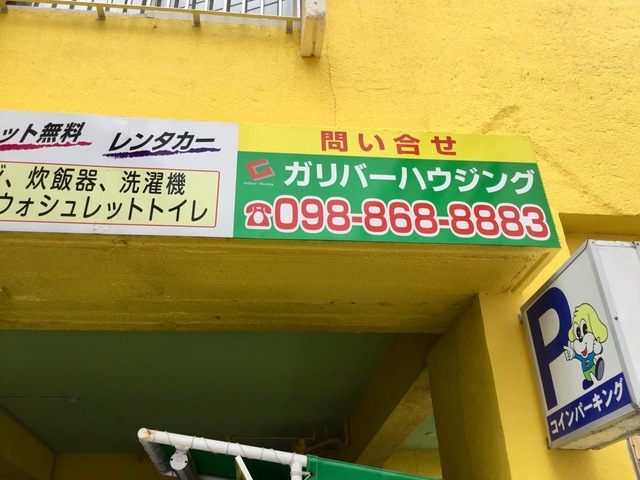 ット無料
レンタカー
、炊飯器、洗濯機
ウォシュレットトイレ
問い合せ
ガリバーハウジング
☎098-868-8883
P
コインパーキング